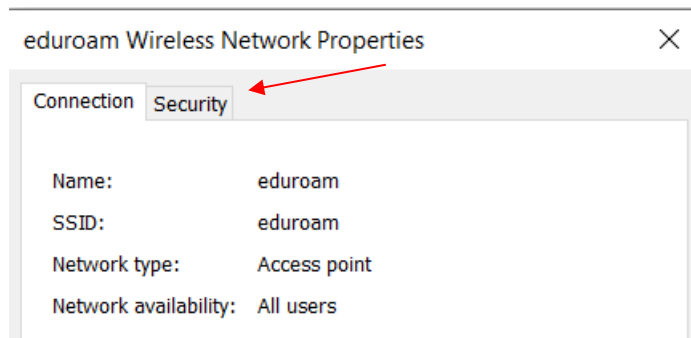 eduroam Wireless Network Properties
Connection Security
Name: eduroam
SSID: eduroam
Network type: Access point
Network availability: All users